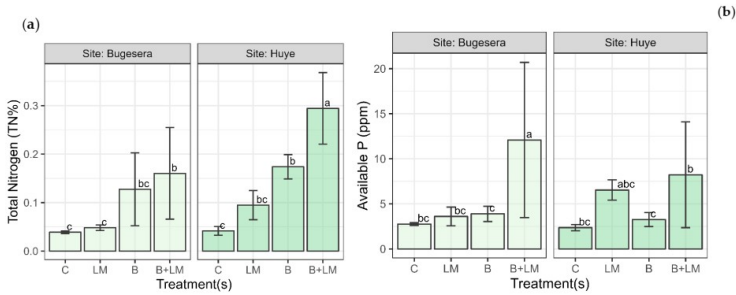 (a)
Site: Bugesera
Site: Huye
Total Nitrogen (TN%)
0.3
0.2
0.1
0.0
c
c
bc
b
c
bc
b
a
C LM B B+LM
C LM B B+LM
Treatment(s)
(b)
Site: Bugesera
Site: Huye
Available P (ppm)
20
15
10
5
0
bc
bc
bc
a
bc
abc
c
b
C LM B B+LM
C LM B B+LM
Treatment(s)